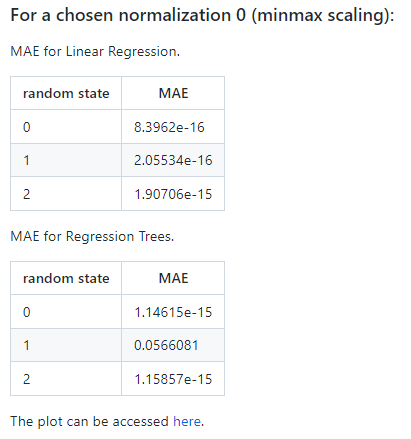 For a chosen normalization 0 (minmax scaling):
MAE for Linear Regression.
random state MAE
0 8.3962e-16
1 2.05534e-16
2 1.90706e-15
MAE for Regression Trees.
random state MAE
0 1.14615e-15
1 0.0566081
2 1.15857e-15
The plot can be accessed here.